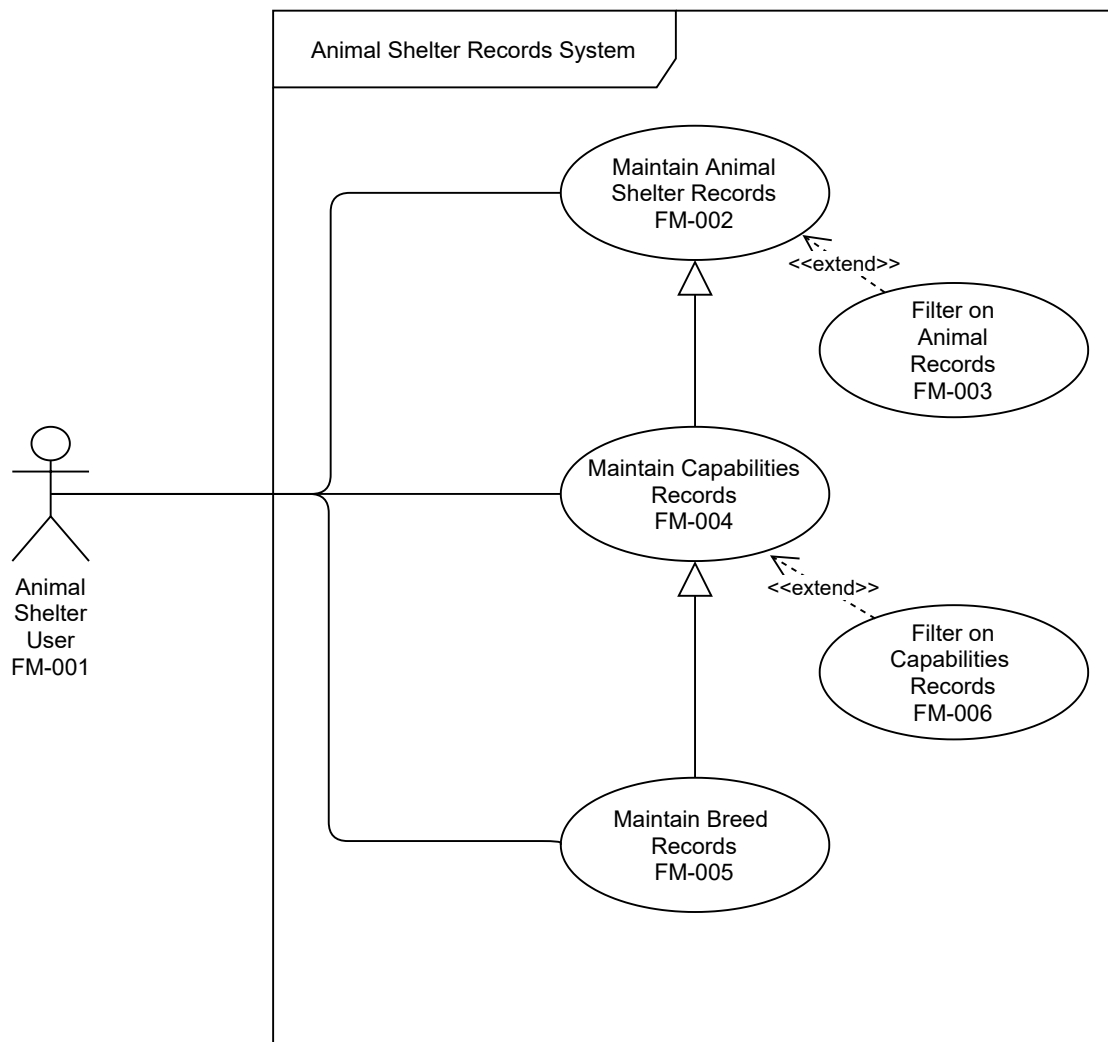 Animal Shelter Records System
Maintain Animal
Shelter Records
FM-002
<<extend>>
Filter on
Animal
Records
FM-003
Maintain Capabilities
Records
FM-004
Animal
Shelter
User
FM-001
<<extend>>
Filter on
Capabilities
Records
FM-006
Maintain Breed
Records
FM-005